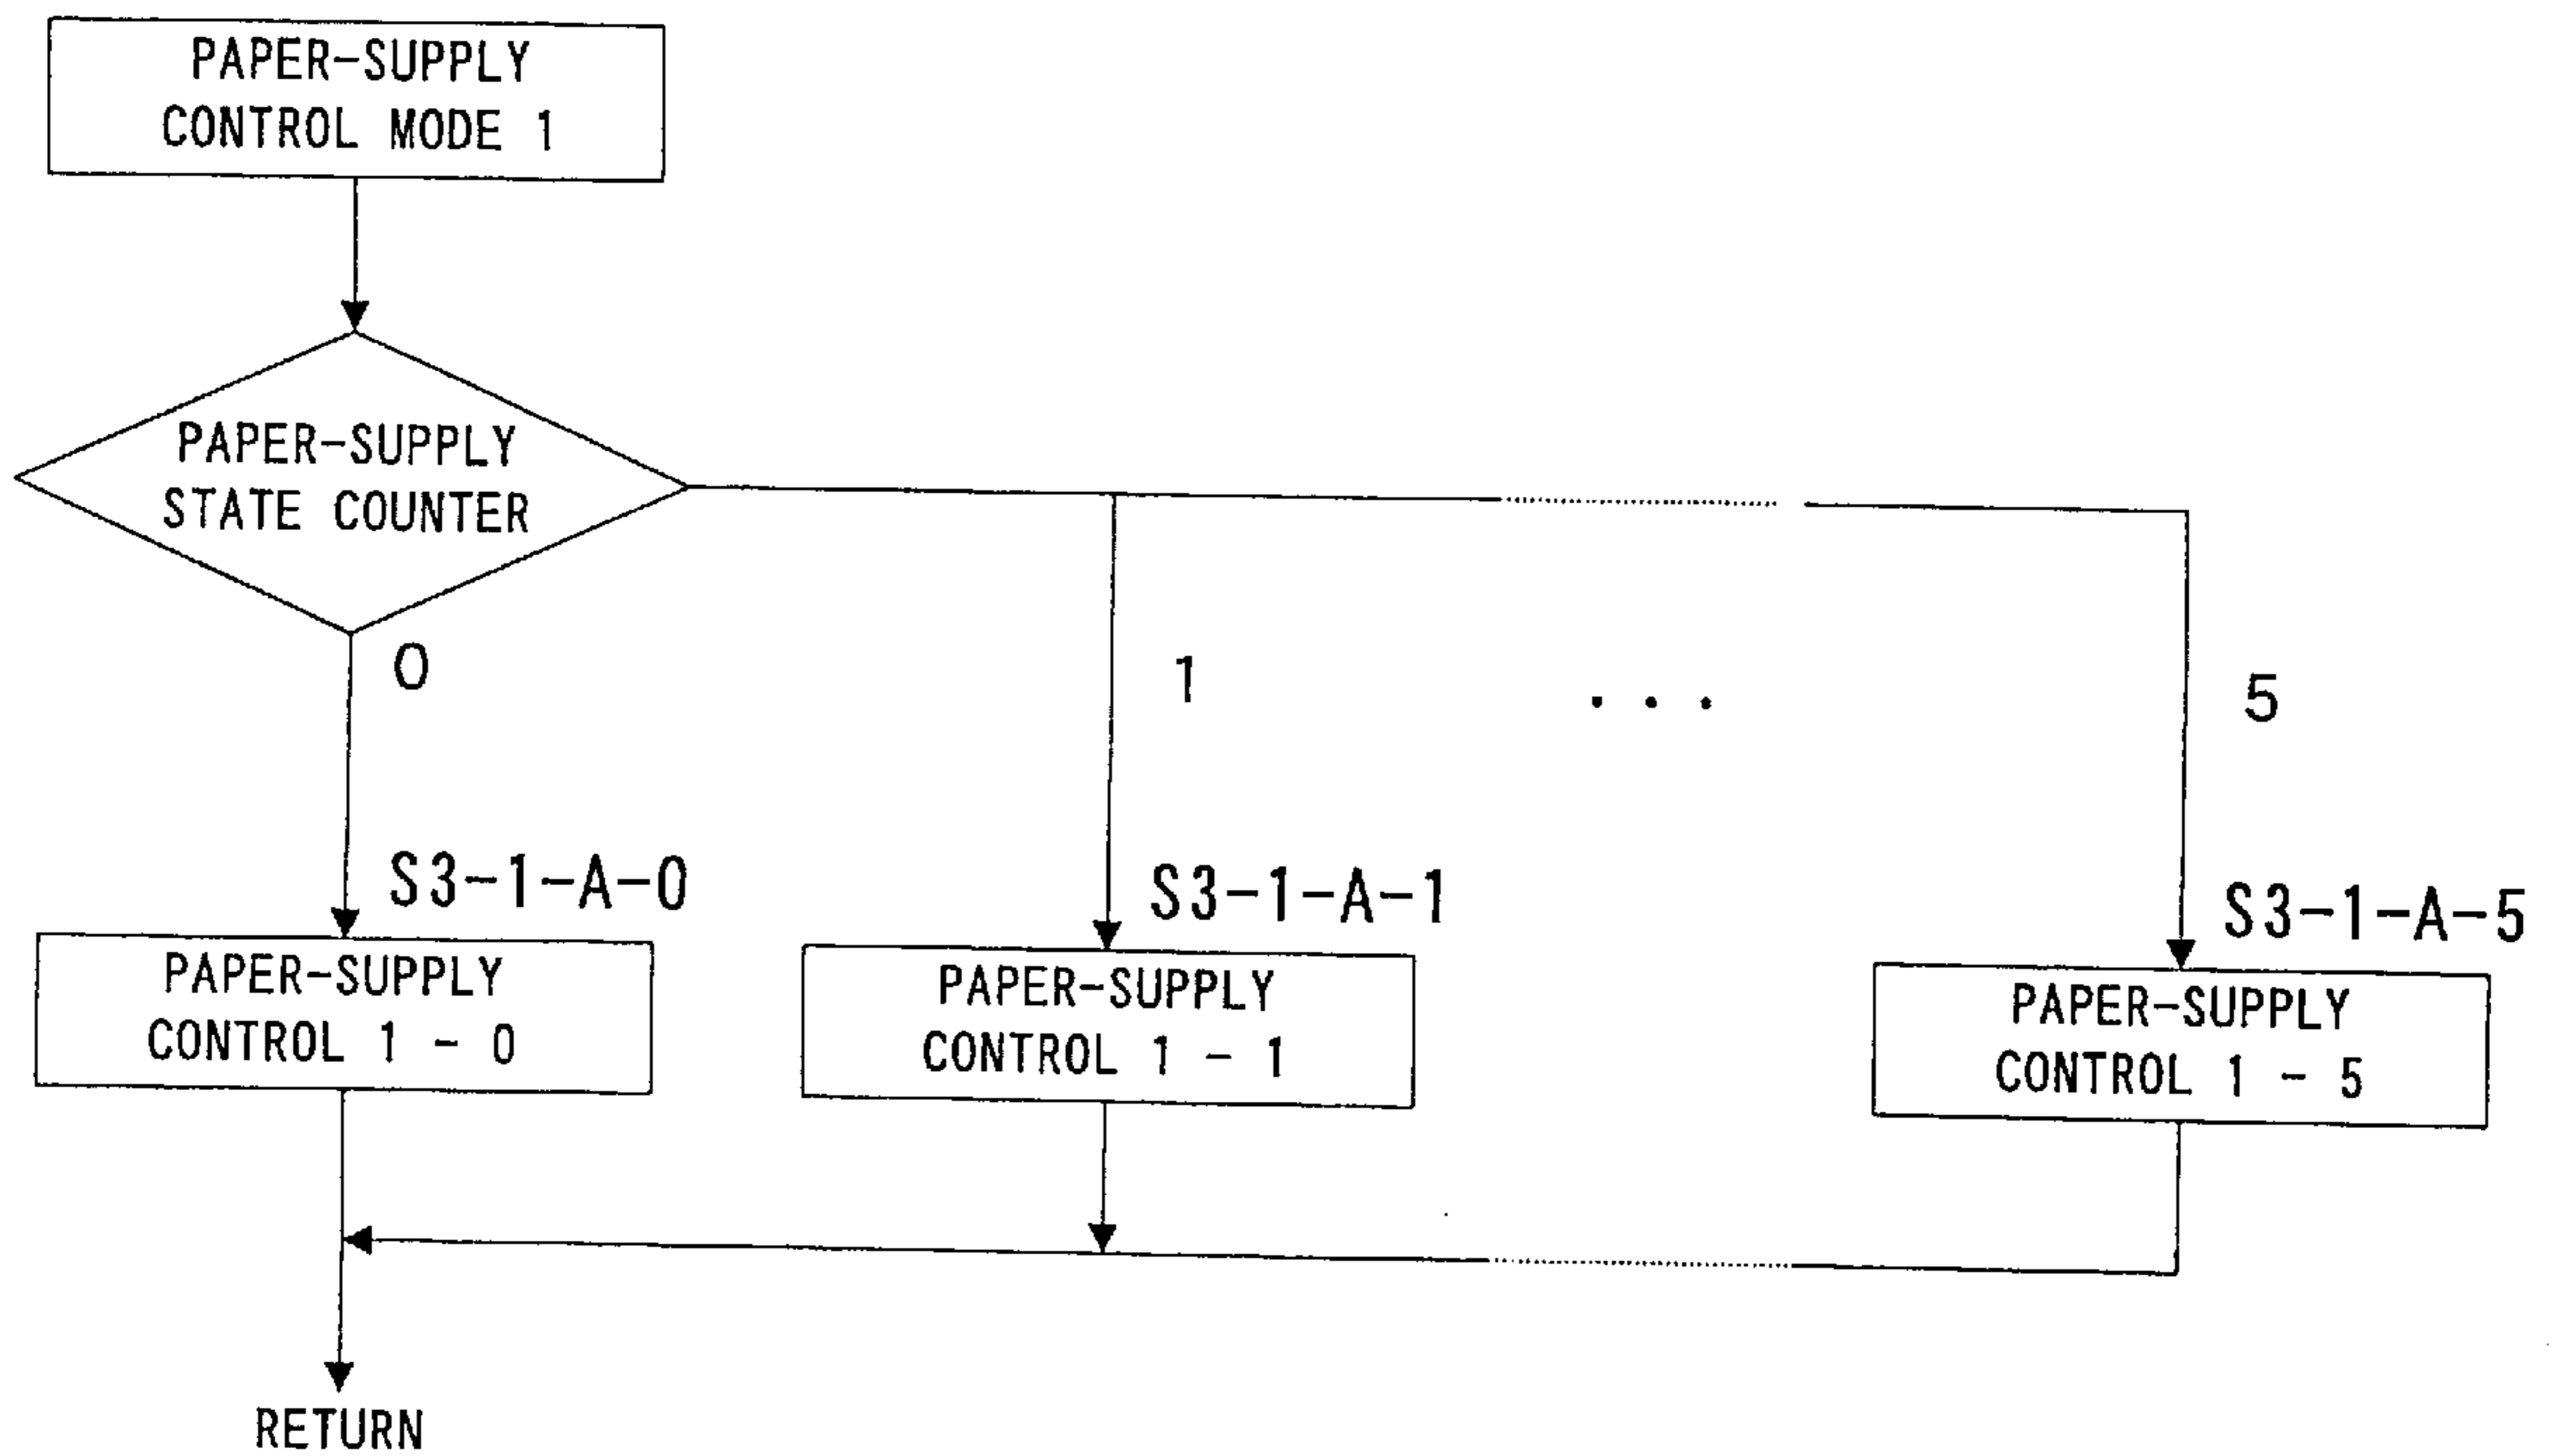 PAPER-SUPPLY
CONTROL MODE 1
PAPER-SUPPLY
STATE COUNTER
0
1
. . .
5
S3-1-A-0
S3-1-A-1
S3-1-A-5
PAPER-SUPPLY
CONTROL 1 - 0
PAPER-SUPPLY
CONTROL 1 - 1
PAPER-SUPPLY
CONTROL 1 - 5
RETURN